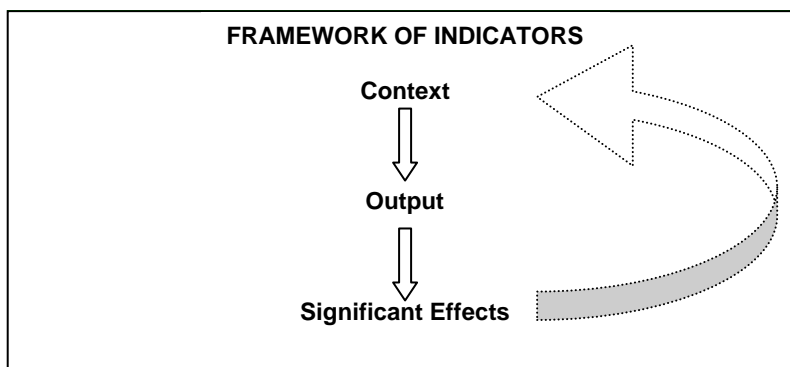 FRAMEWORK OF INDICATORS
Context
Output
Significant Effects